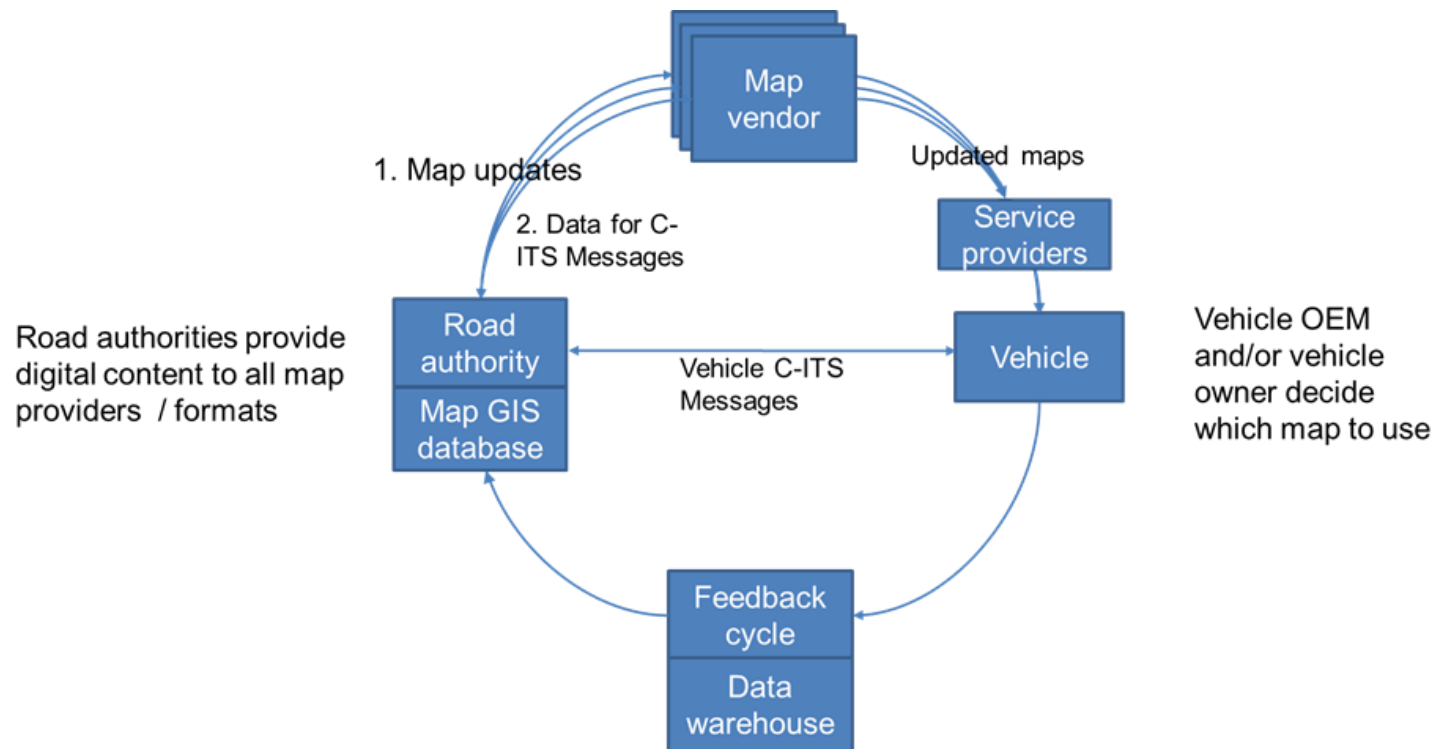 Map
vendor
1. Map updates
Updated maps
2. Data for C-
ITS Messages
Service
providers
Road authorities provide
digital content to all map
providers / formats
Road
authority
Map GIS
database
Vehicle C-ITS
Messages
Vehicle
Vehicle OEM
and/or vehicle
owner decide
which map to use
Feedback
cycle
Data
warehouse